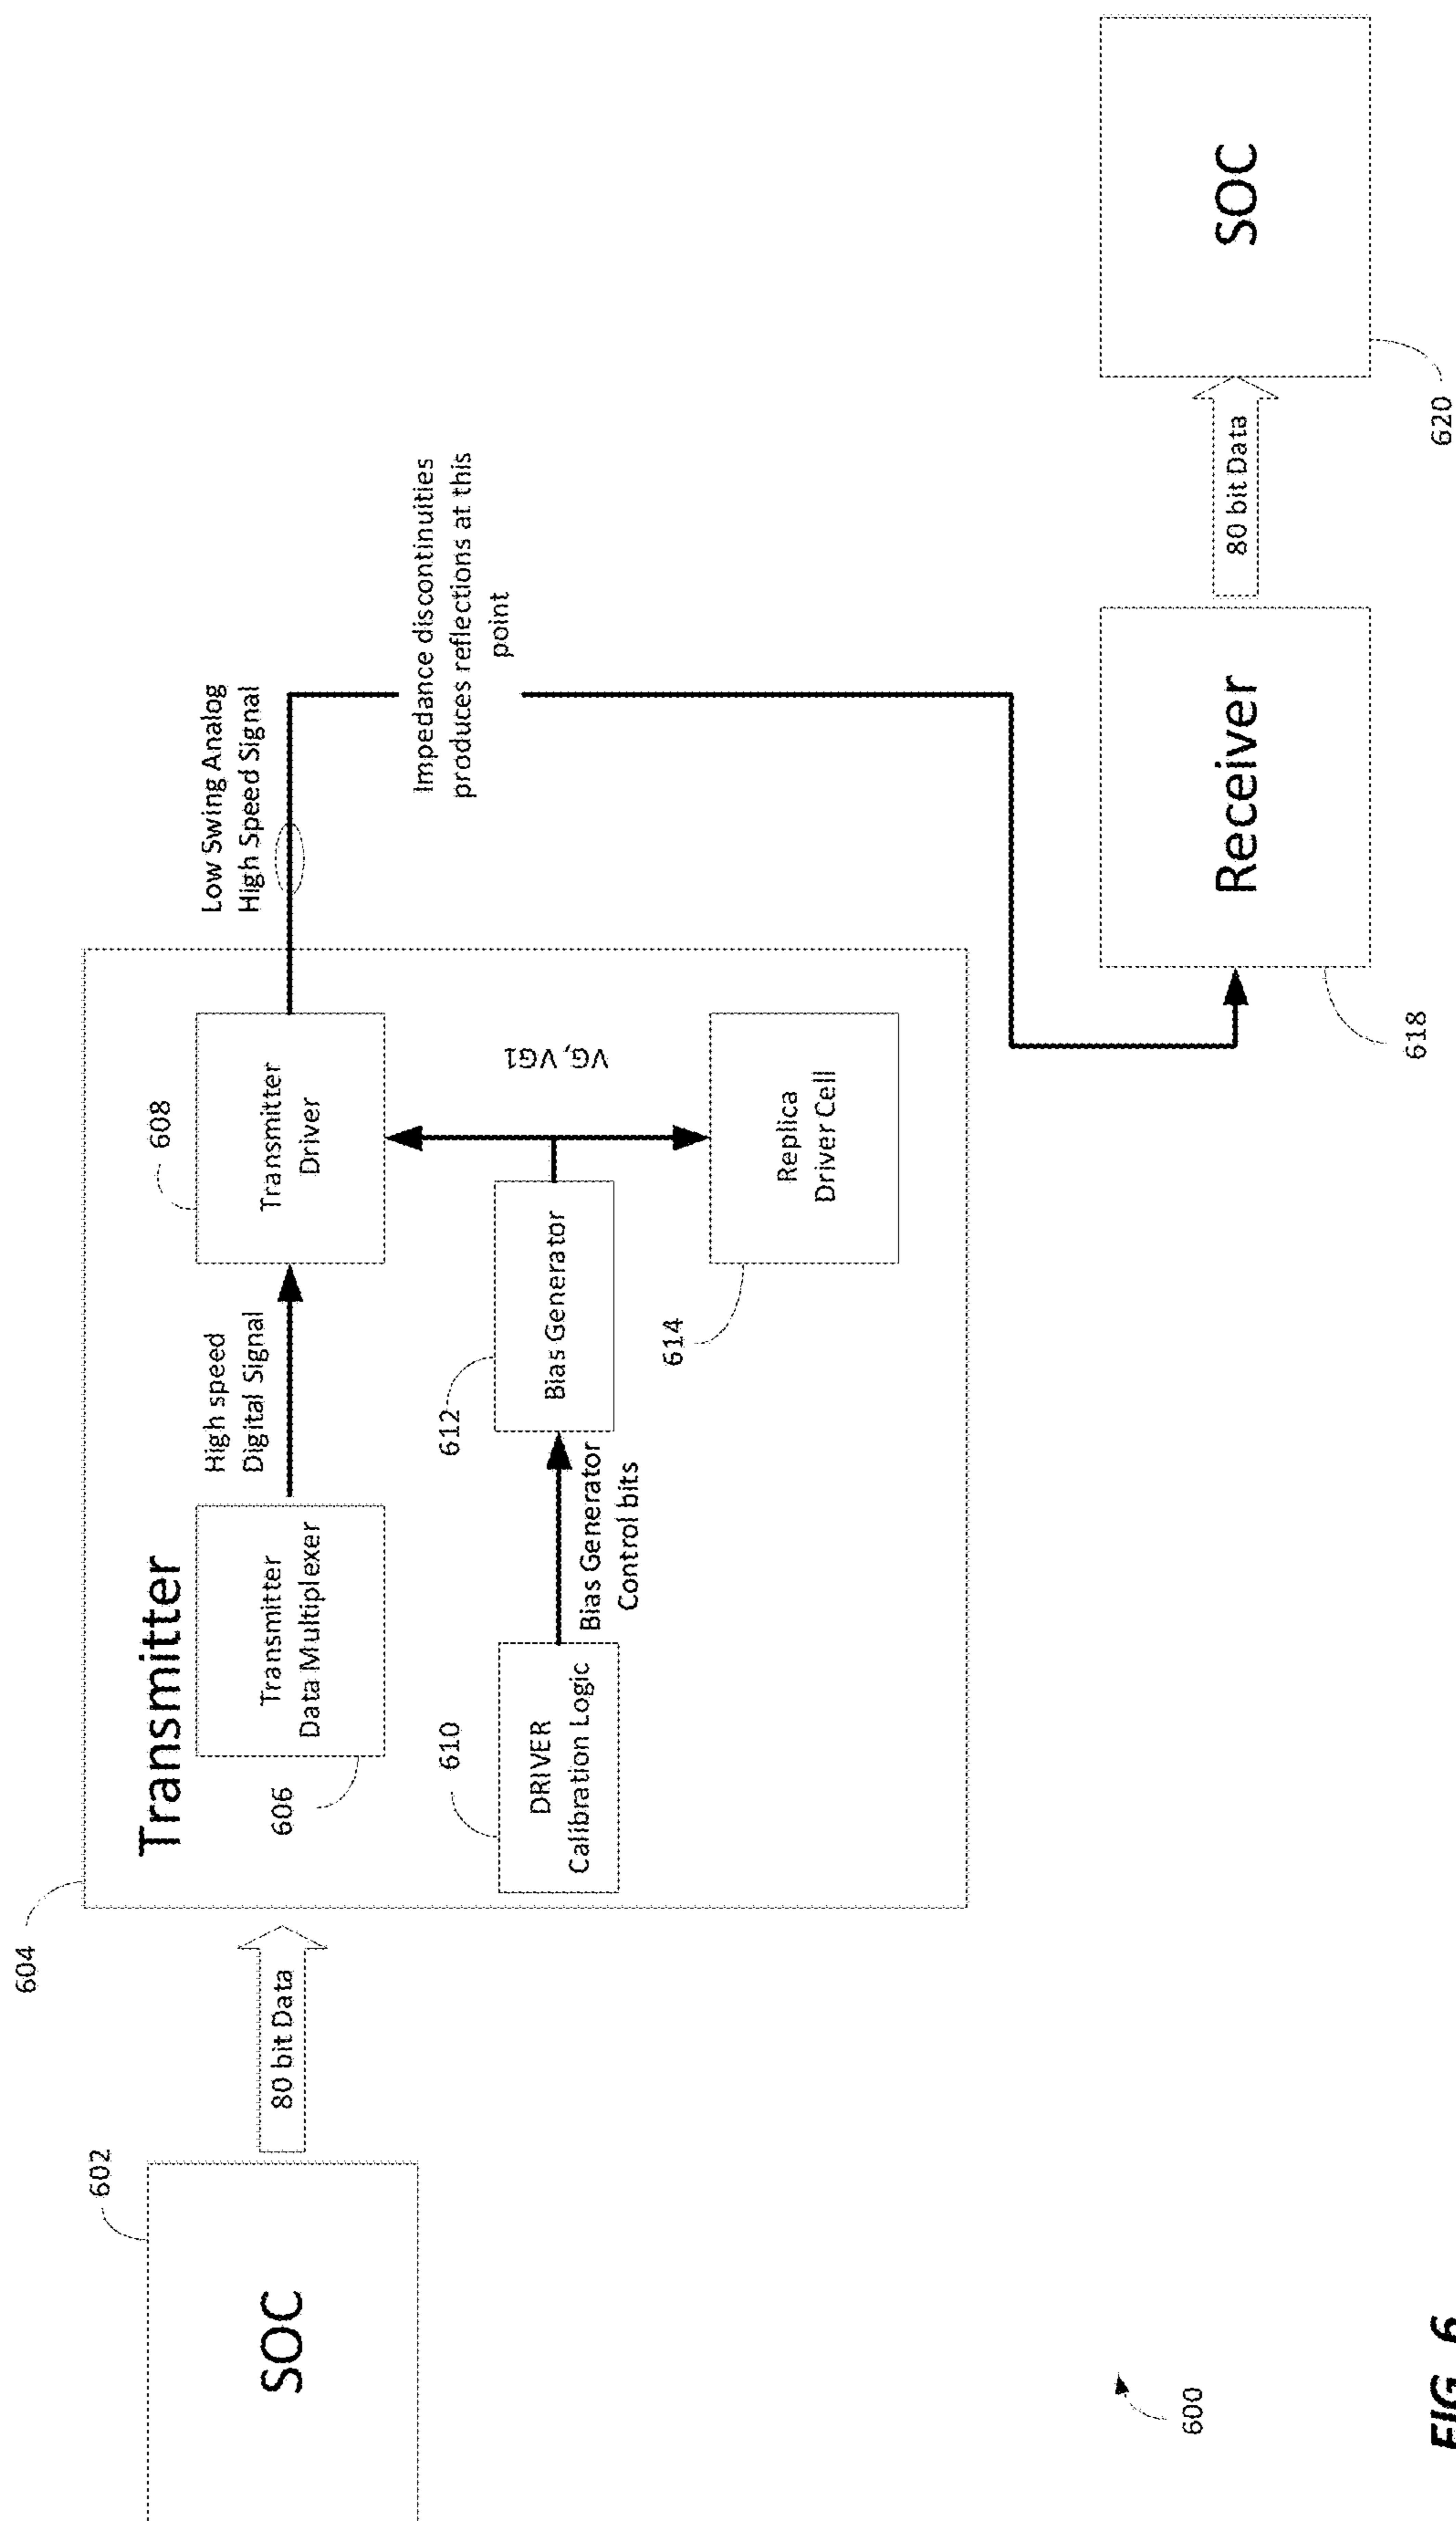 602
SOC
80 bit Data
604
Transmitter
606
Transmitter
Data Multiplexer
High speed
Digital Signal
608
Transmitter
Driver
Low Swing Analog
High Speed Signal
610
DRIVER
Calibration Logic
Bias Generator
Control bits
612
Bias Generator
VG, VG1
614
Replica
Driver Cell
Impedance discontinuities
produces reflections at this
point
618
Receiver
80 bit Data
SOC
620
600
FIG. 6